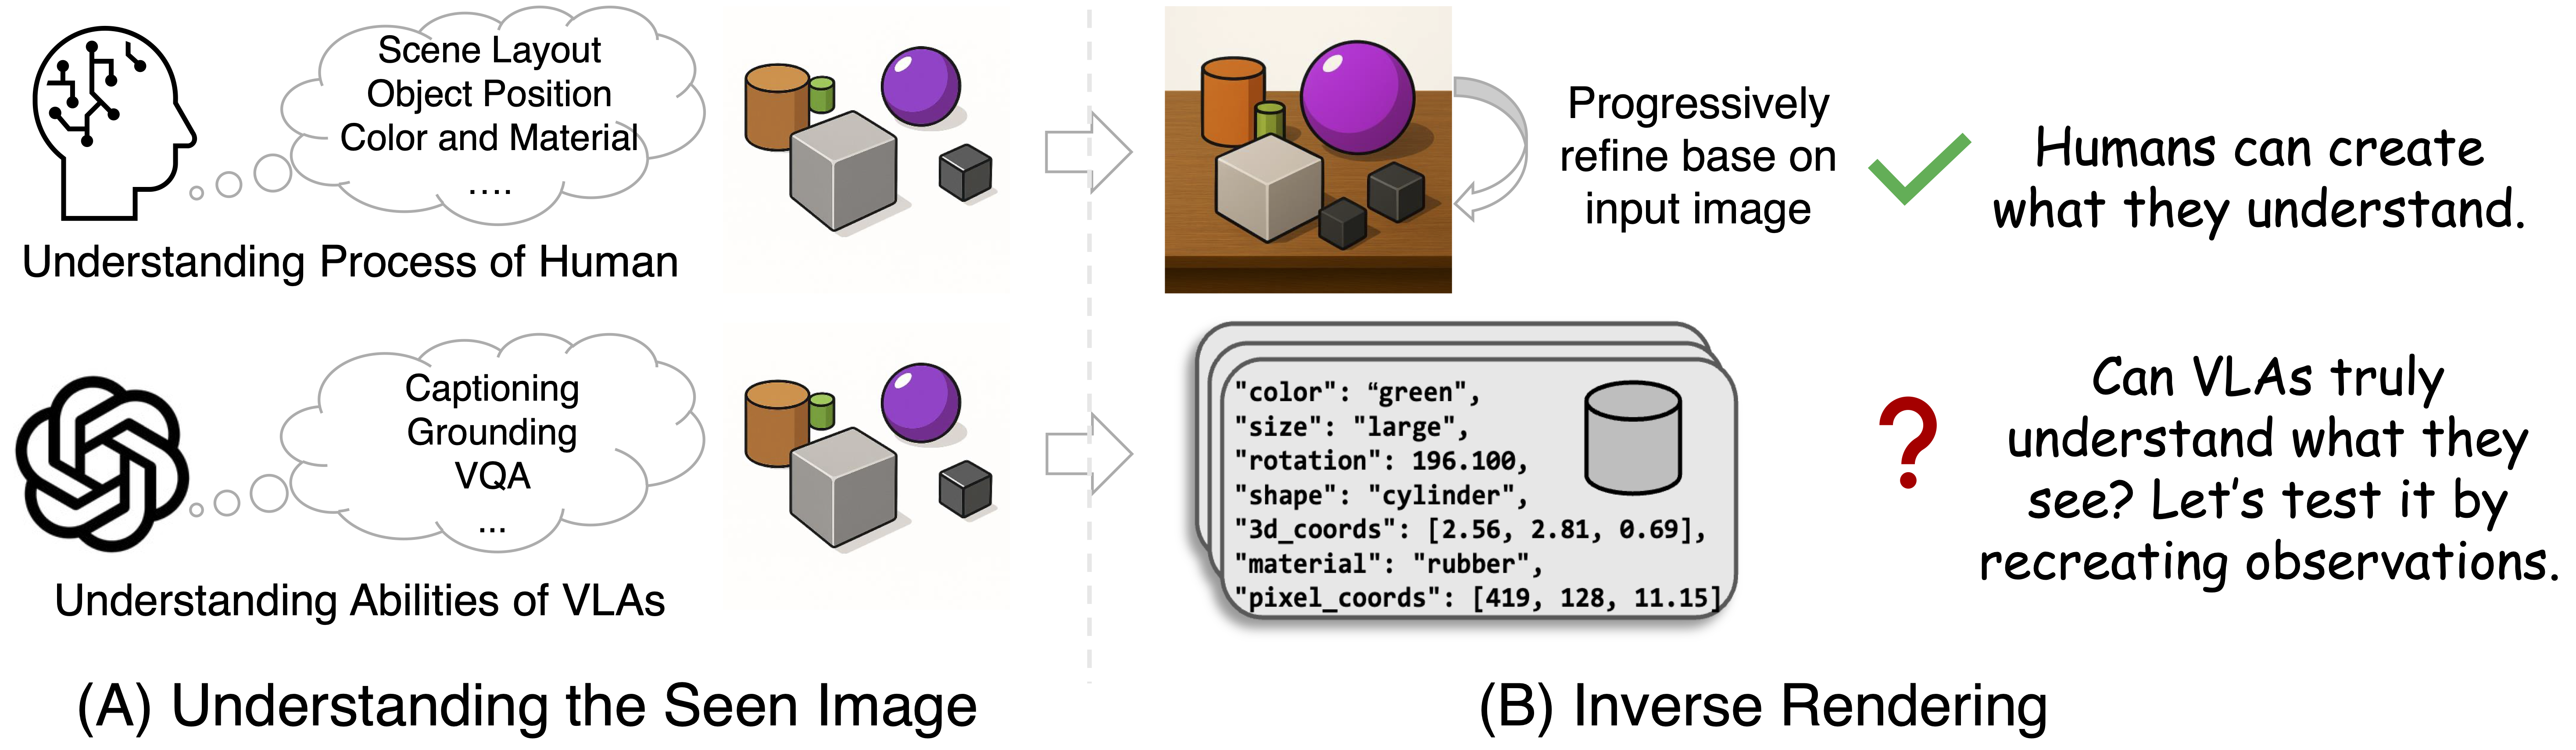 Scene Layout
Object Position
Color and Material
....
Understanding Process of Human
Progressively
refine base on
input image
Humans can create
what they understand.
Captioning
Grounding
VQA
...
Understanding Abilities of VLAs
"color": “green",
"size": "large",
"rotation": 196.100,
"shape": "cylinder",
"3d_coords": [2.56, 2.81, 0.69],
"material": "rubber",
"pixel_coords": [419, 128, 11.15]
?
Can VLAs truly
understand what they
see? Let's test it by
recreating observations.
(A) Understanding the Seen Image
(B) Inverse Rendering